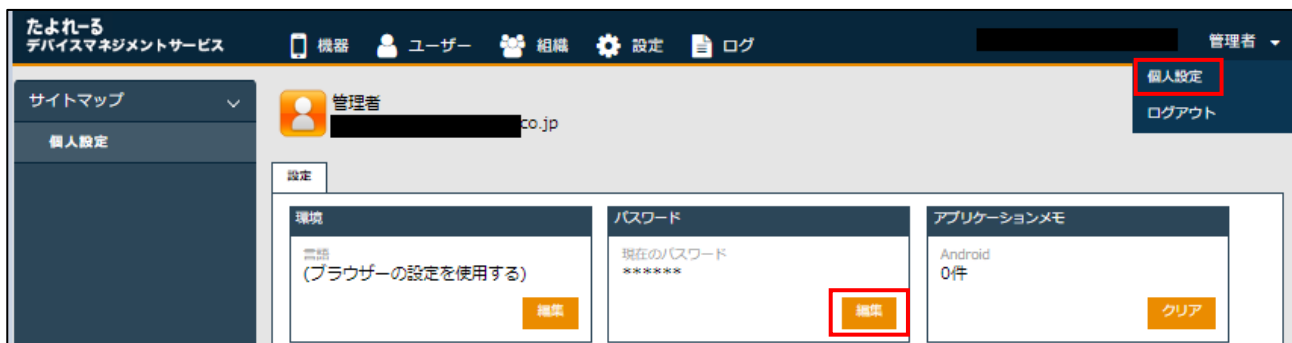 たよれーる
デバイスマネジメントサービス
機器 ユーザー 組織 設定 ログ
管理者
個人設定
ログアウト
サイトマップ
個人設定
管理者
co.jp
設定
環境
言語
(ブラウザーの設定を使用する)
編集
パスワード
現在のパスワード
******
編集
アプリケーションメモ
Android
0件
クリア